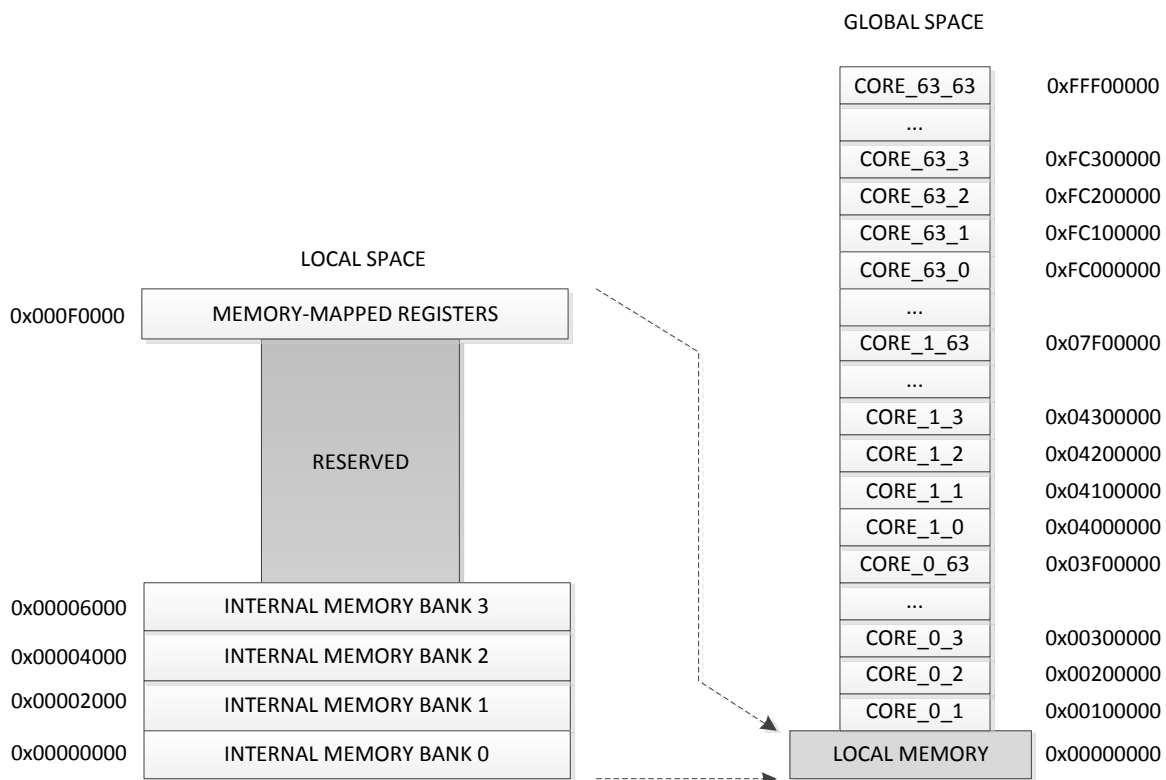 GLOBAL SPACE
CORE_63_63 0xFFF00000
...
CORE_63_3 0xFC300000
CORE_63_2 0xFC200000
CORE_63_1 0xFC100000
CORE_63_0 0xFC000000
...
CORE_1_63 0x07F00000
...
CORE_1_3 0x04300000
CORE_1_2 0x04200000
CORE_1_1 0x04100000
CORE_1_0 0x04000000
CORE_0_63 0x03F00000
...
CORE_0_3 0x00300000
CORE_0_2 0x00200000
CORE_0_1 0x00100000
LOCAL MEMORY 0x00000000
LOCAL SPACE
0x000F0000 MEMORY-MAPPED REGISTERS
RESERVED
0x00006000 INTERNAL MEMORY BANK 3
0x00004000 INTERNAL MEMORY BANK 2
0x00002000 INTERNAL MEMORY BANK 1
0x00000000 INTERNAL MEMORY BANK 0